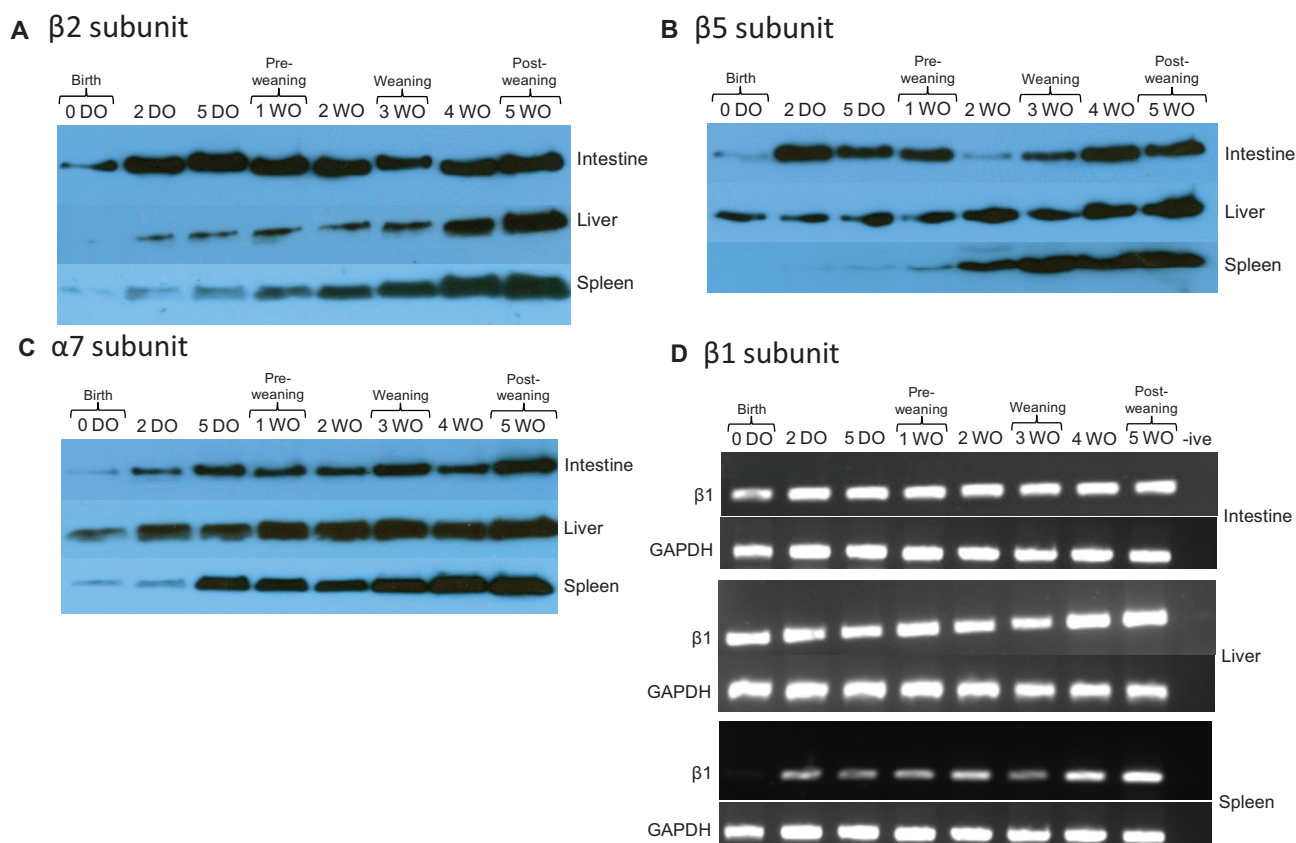 A β2 subunit
Birth
Pre-
weaning
Weaning
Post-
weaning
0 DO 2 DO 5 DO 1 WO 2 WO 3 WO 4 WO 5 WO
Intestine
Liver
Spleen
B β5 subunit
Birth
Pre-
weaning
Weaning
Post-
weaning
0 DO 2 DO 5 DO 1 WO 2 WO 3 WO 4 WO 5 WO
Intestine
Liver
Spleen
C α7 subunit
Birth
Pre-
weaning
Weaning
Post-
weaning
0 DO 2 DO 5 DO 1 WO 2 WO 3 WO 4 WO 5 WO
Intestine
Liver
Spleen
D β1 subunit
Birth
Pre-
weaning
Weaning
Post-
weaning
0 DO 2 DO 5 DO 1 WO 2 WO 3 WO 4 WO 5 WO -ive
β1
Intestine
GAPDH
β1
Liver
GAPDH
β1
Spleen
GAPDH